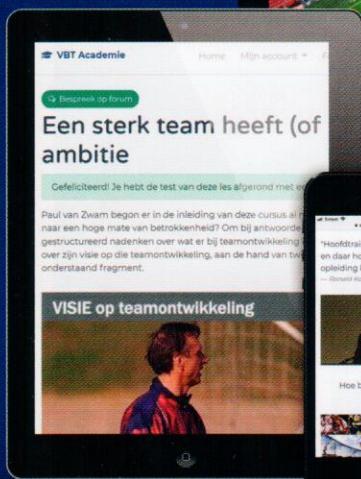 VBT Academie
Home Mijn account
Bespreek op forum
Een sterk team heeft (of
ambitie
Gefeliciteerd! Je hebt de test van deze les afgerond met
Paul van Zwam begon er in de inleiding van deze cursus al
naar een hoge mate van betrokkenheid? Om bij antwoorde
gestructureerd nadenken over wat er bij teamontwikkeling
over zijn visie op die teamontwikkeling, aan de hand van
onderstaand fragment.
VISIE op teamontwikkeling
"Hoofdtrai
en daar ho
opleiding
Hoe b